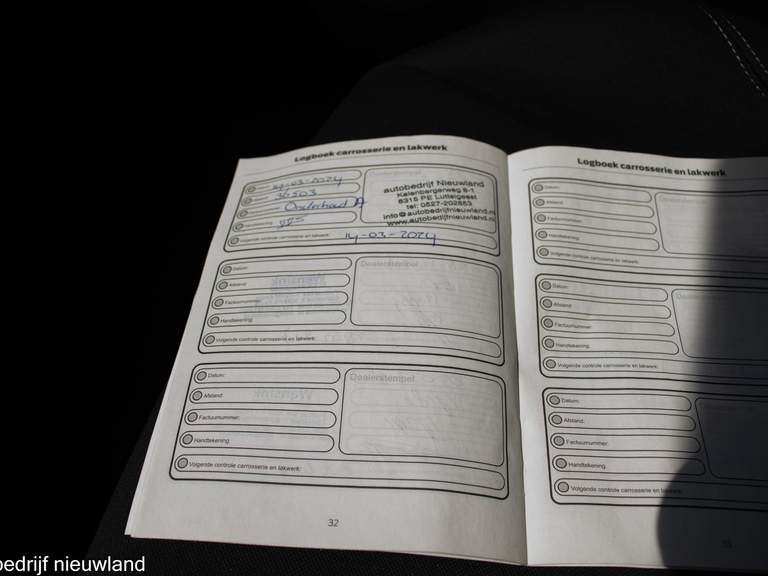 Logboek carrosserie en lakwerk
-03-2024
36503
Onderhoud A
autobedrijf Nieuwland
Kalenbergerweg 8-1
8315 PE Luttelgeest
tel: 0527-202853
info@autobedrijfnieuwland.nl
www.autobedrijfnieuwland.nl
Volgende controle carrosserie en lakwerk: 14-03-2024
Datum:
Afstand:
Factuurnummer:
Handtekening:
Dealerstempel
Volgende controle carrosserie en lakwerk:
Datum:
Afstand:
Factuurnummer:
Handtekening:
Dealerstempel
Volgende controle carrosserie en lakwerk:
32
Logboek carrosserie en lakwerk
Datum:
Afstand:
Factuurnummer:
Handtekening:
Volgende controle carrosserie en lakwerk:
Datum:
Afstand:
Factuurnummer:
Handtekening:
Volgende controle carrosserie en lakwerk:
Datum:
Afstand:
Factuurnummer:
Handtekening:
Volgende controle carrosserie en lakwerk:
bedrijf nieuwland